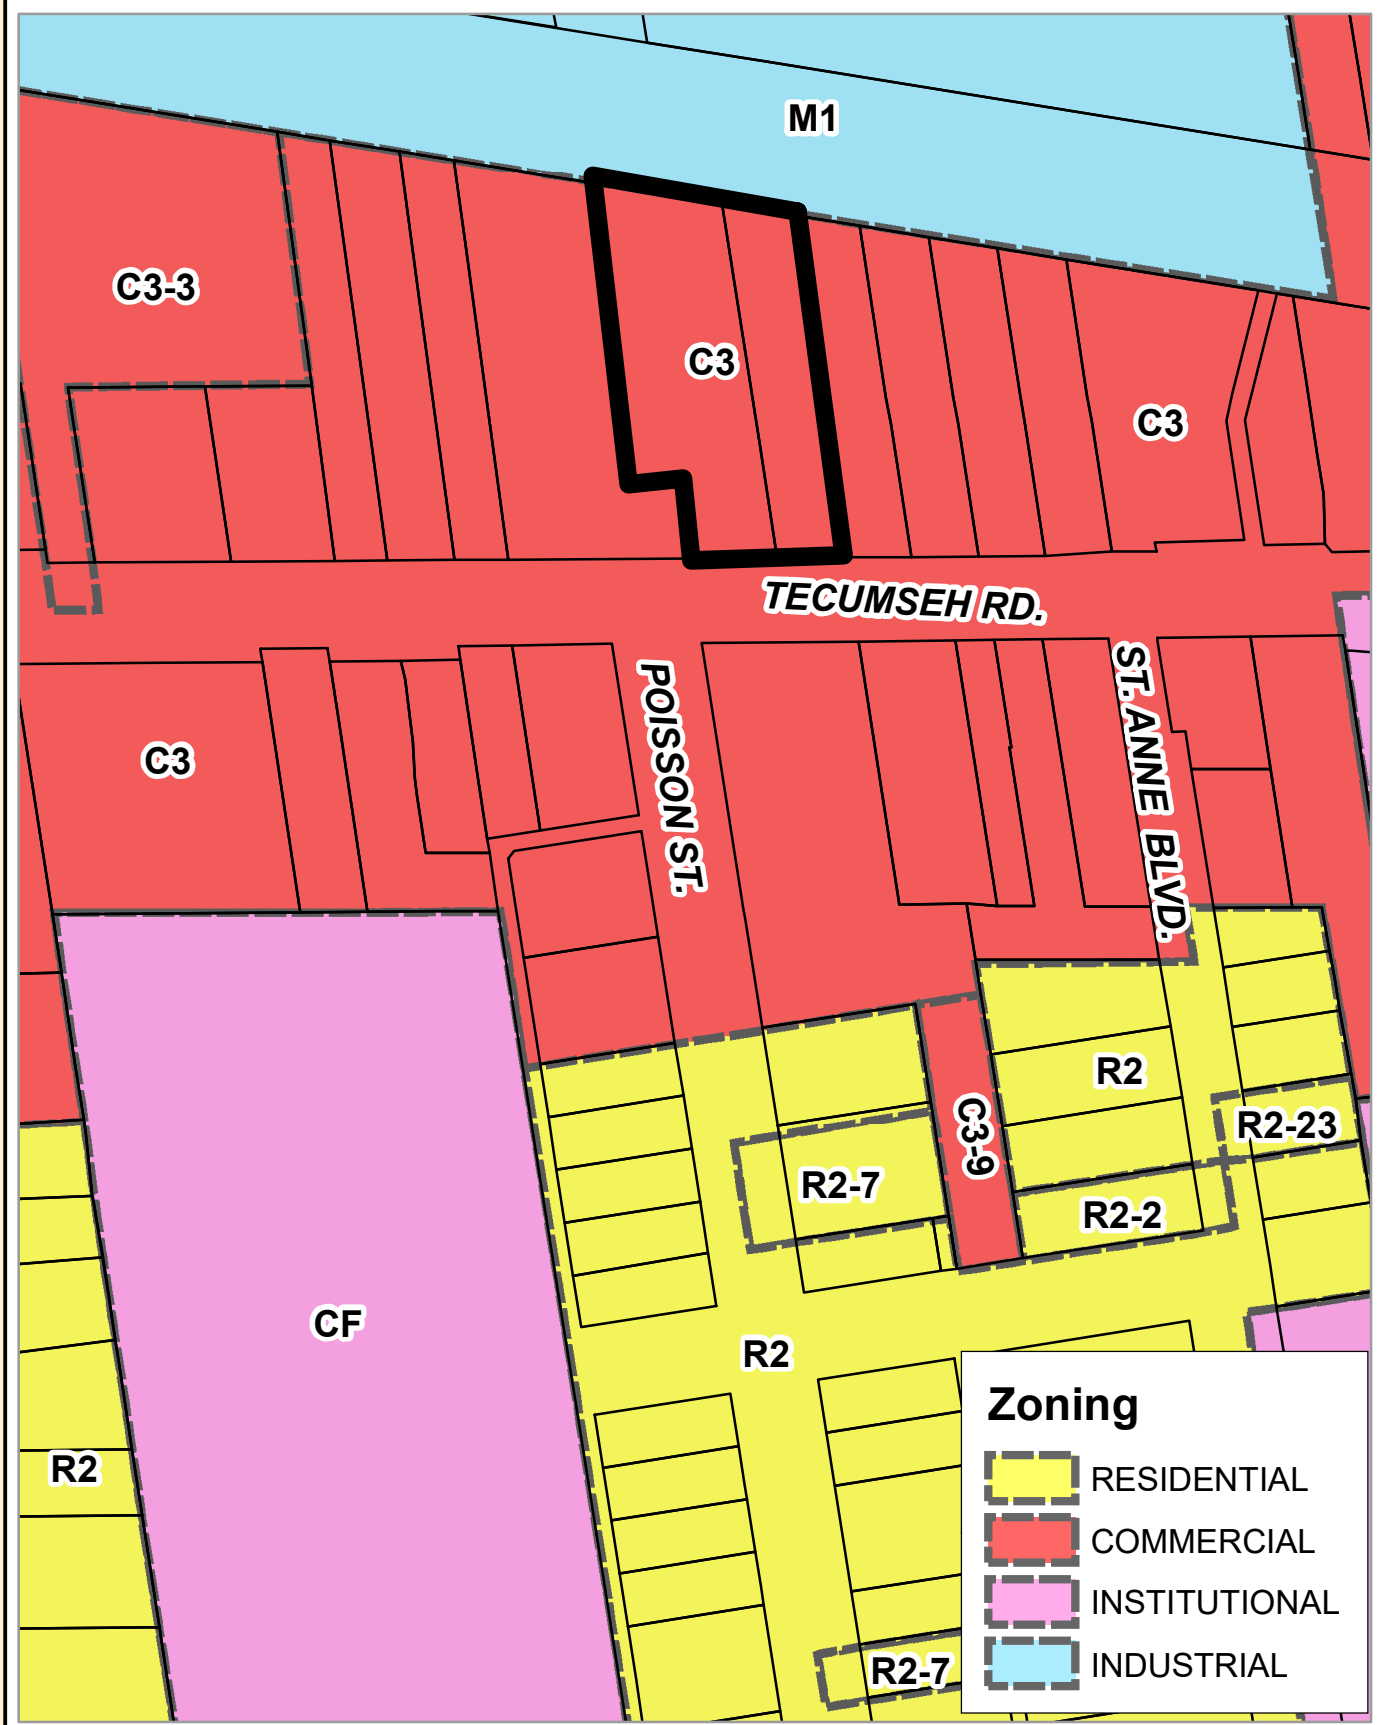 M1
C3-3
C3
C3
TECUMSEH RD.
POISSON ST.
ST. ANNE BLVD.
C3
R2
C3-9
R2-23
R2-7
R2-2
CF
R2
R2
R2-7
Zoning
RESIDENTIAL
COMMERCIAL
INSTITUTIONAL
INDUSTRIAL